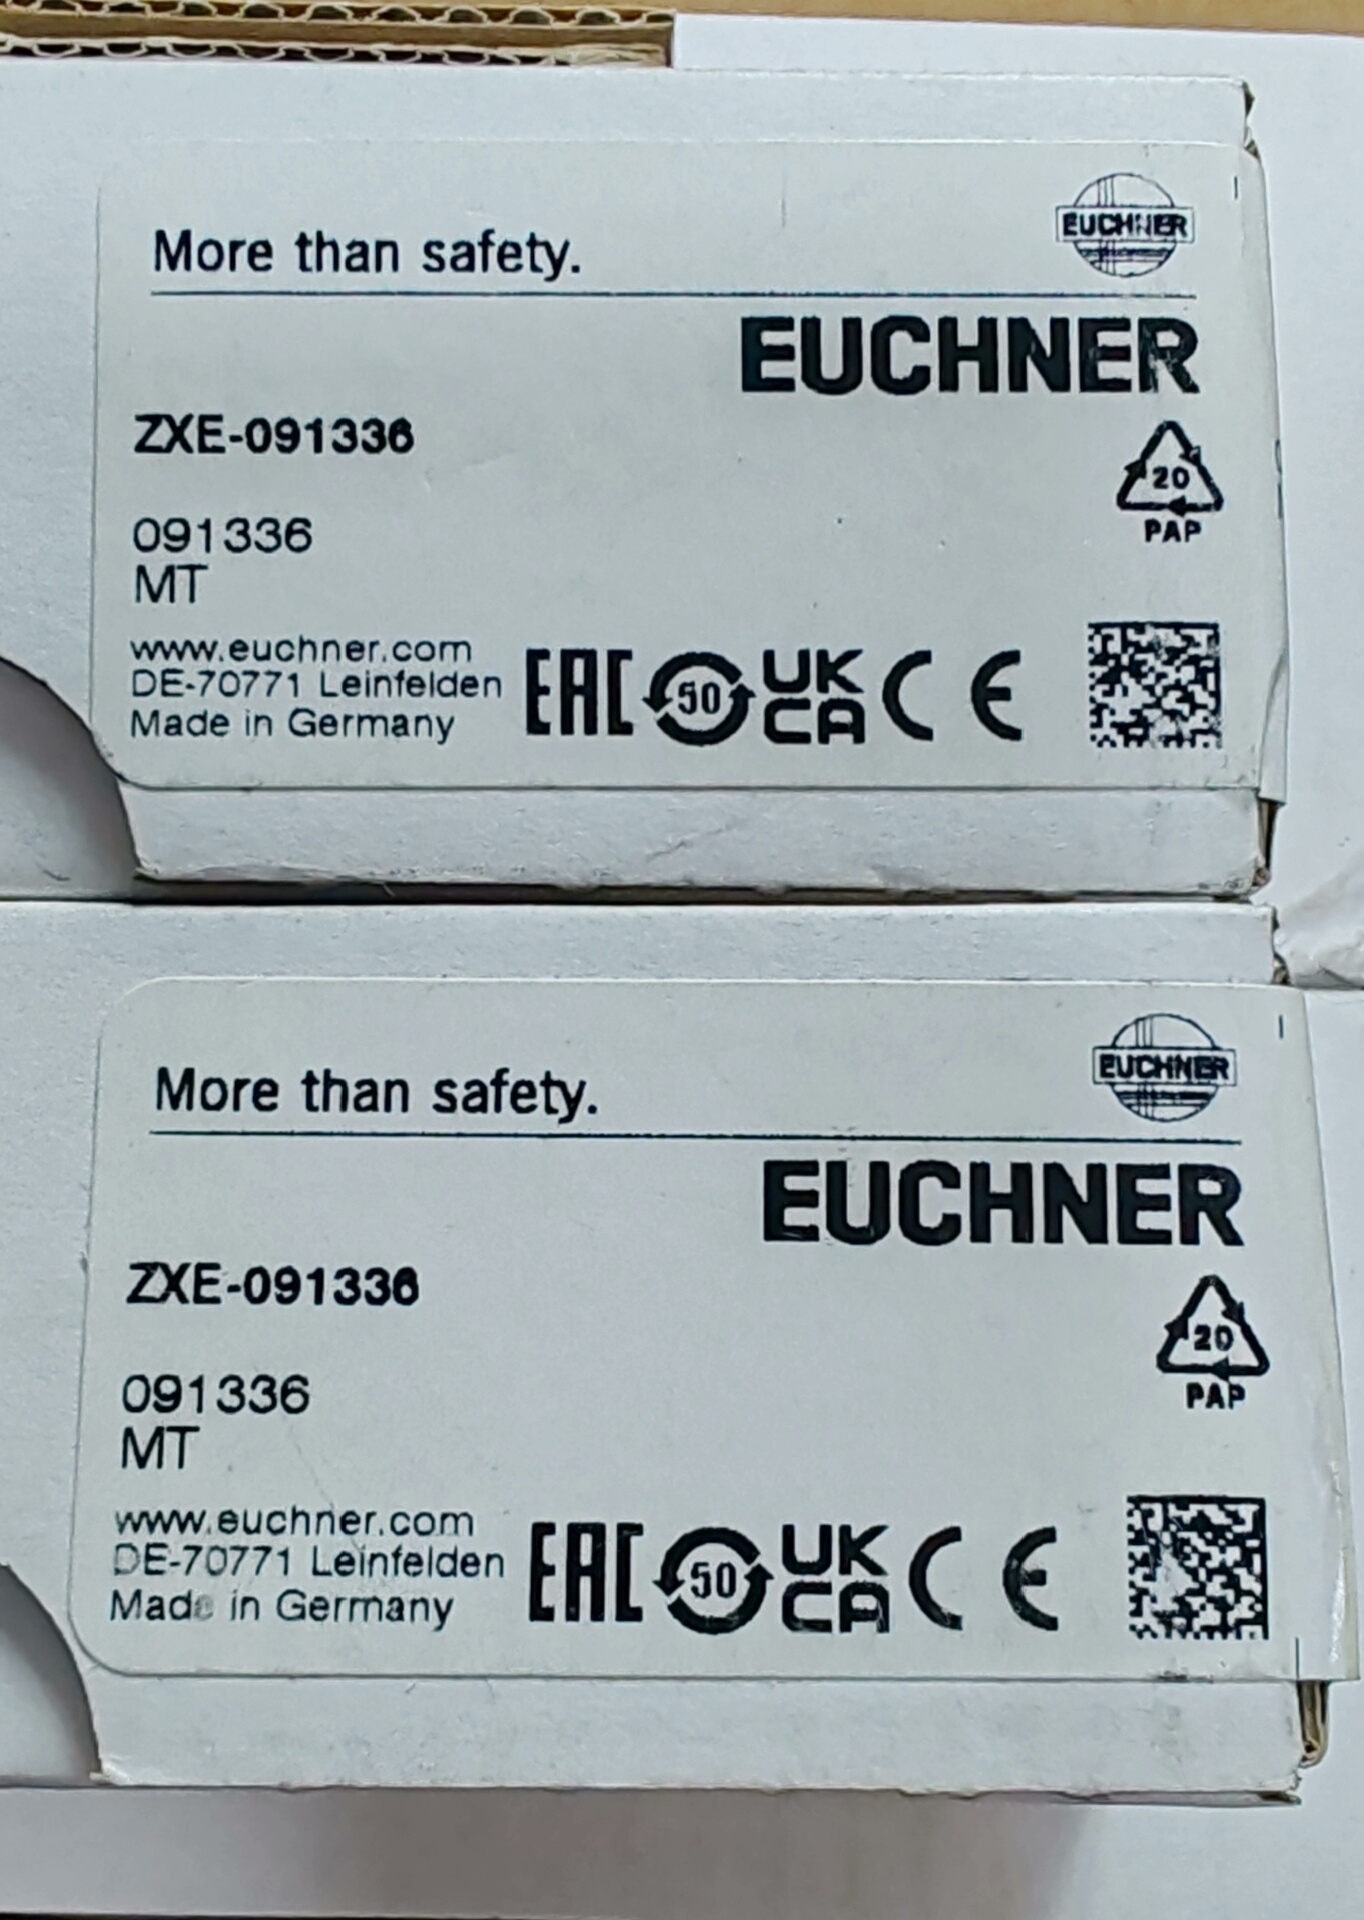 EUCHNER
More than safety.
EUCHNER
ZXE-091336
20
PAP
091336
MT
www.euchner.com
DE-70771 Leinfelden
Made in Germany
EAC 50 UK CA CE
EUCHNER
More than safety.
EUCHNER
ZXE-091336
20
PAP
091336
MT
www.euchner.com
DE-70771 Leinfelden
Made in Germany
EAC 50 UK CA CE